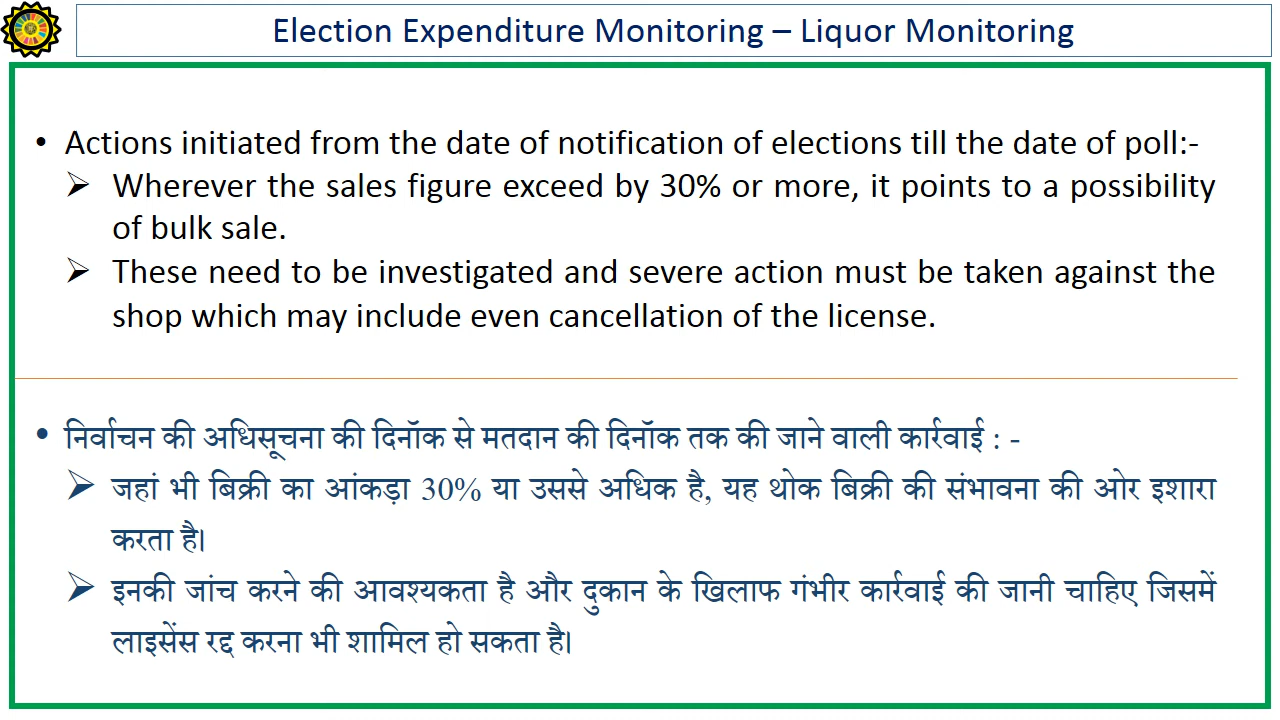 Election Expenditure Monitoring – Liquor Monitoring
• Actions initiated from the date of notification of elections till the date of poll:-
➢ Wherever the sales figure exceed by 30% or more, it points to a possibility
of bulk sale.
➢ These need to be investigated and severe action must be taken against the
shop which may include even cancellation of the license.
• निर्वाचन की अधिसूचना की दिनॉक से मतदान की दिनॉक तक की जाने वाली कार्रवाई : -
➢ जहां भी बिक्री का आंकड़ा 30% या उससे अधिक है, यह थोक बिक्री की संभावना की ओर इशारा
करता है।
➢ इनकी जांच करने की आवश्यकता है और दुकान के खिलाफ गंभीर कार्रवाई की जानी चाहिए जिसमें
लाइसेंस रद्द करना भी शामिल हो सकता है।